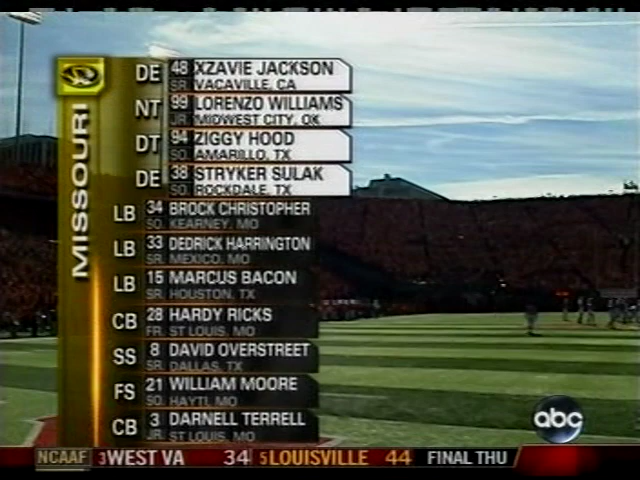 MISSOURI
DE 48 XZAVIE JACKSON
SR. VACAVILLE, CA
NT 99 LORENZO WILLIAMS
JR. MIDWEST CITY, OK
DT 94 ZIGGY HOOD
SO. AMARILLO, TX
DE 38 STRYKER SULAK
SO. ROCKDALE, TX
LB 34 BROCK CHRISTOPHER
SO. KEARNEY, MO
LB 33 DEDRICK HARRINGTON
SR. MEXICO, MO
LB 15 MARCUS BACON
SR. HOUSTON, TX
CB 28 HARDY RICKS
FR. ST LOUIS, MO
SS 8 DAVID OVERSTREET
SR. DALLAS, TX
FS 21 WILLIAM MOORE
SO. HAYTI, MO
CB 3 DARNELL TERRELL
JR. ST LOUIS, MO
abc
NCAAF 3 WEST VA 34 5 LOUISVILLE 44 FINAL THU